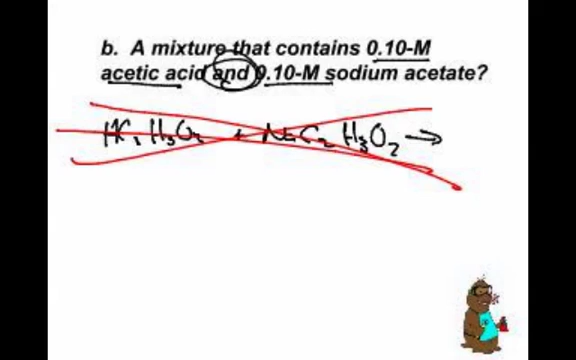 b. A mixture that contains 0.10-M
acetic acid and 0.10-M sodium acetate?
HC₂H₃O₂ + NaC₂H₃O₂ →